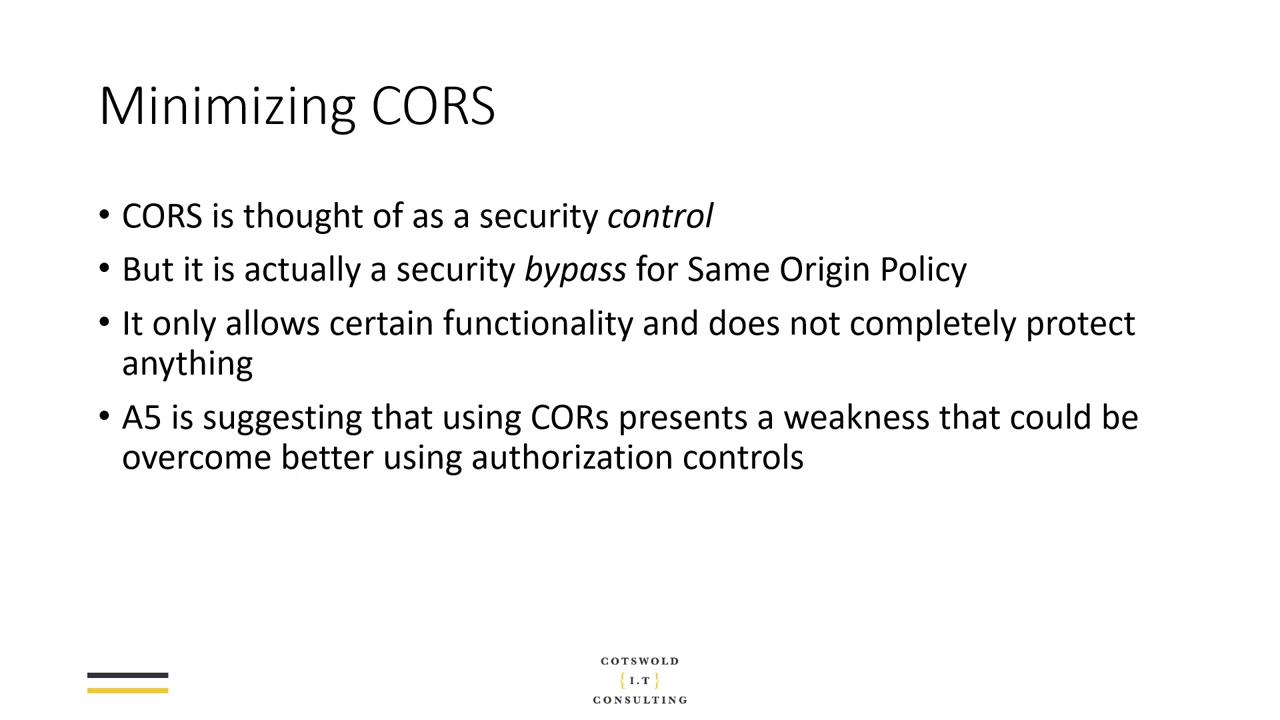 Minimizing CORS
• CORS is thought of as a security control
• But it is actually a security bypass for Same Origin Policy
• It only allows certain functionality and does not completely protect
anything
• A5 is suggesting that using CORs presents a weakness that could be
overcome better using authorization controls
COTSWOLD
{ I.T }
CONSULTING